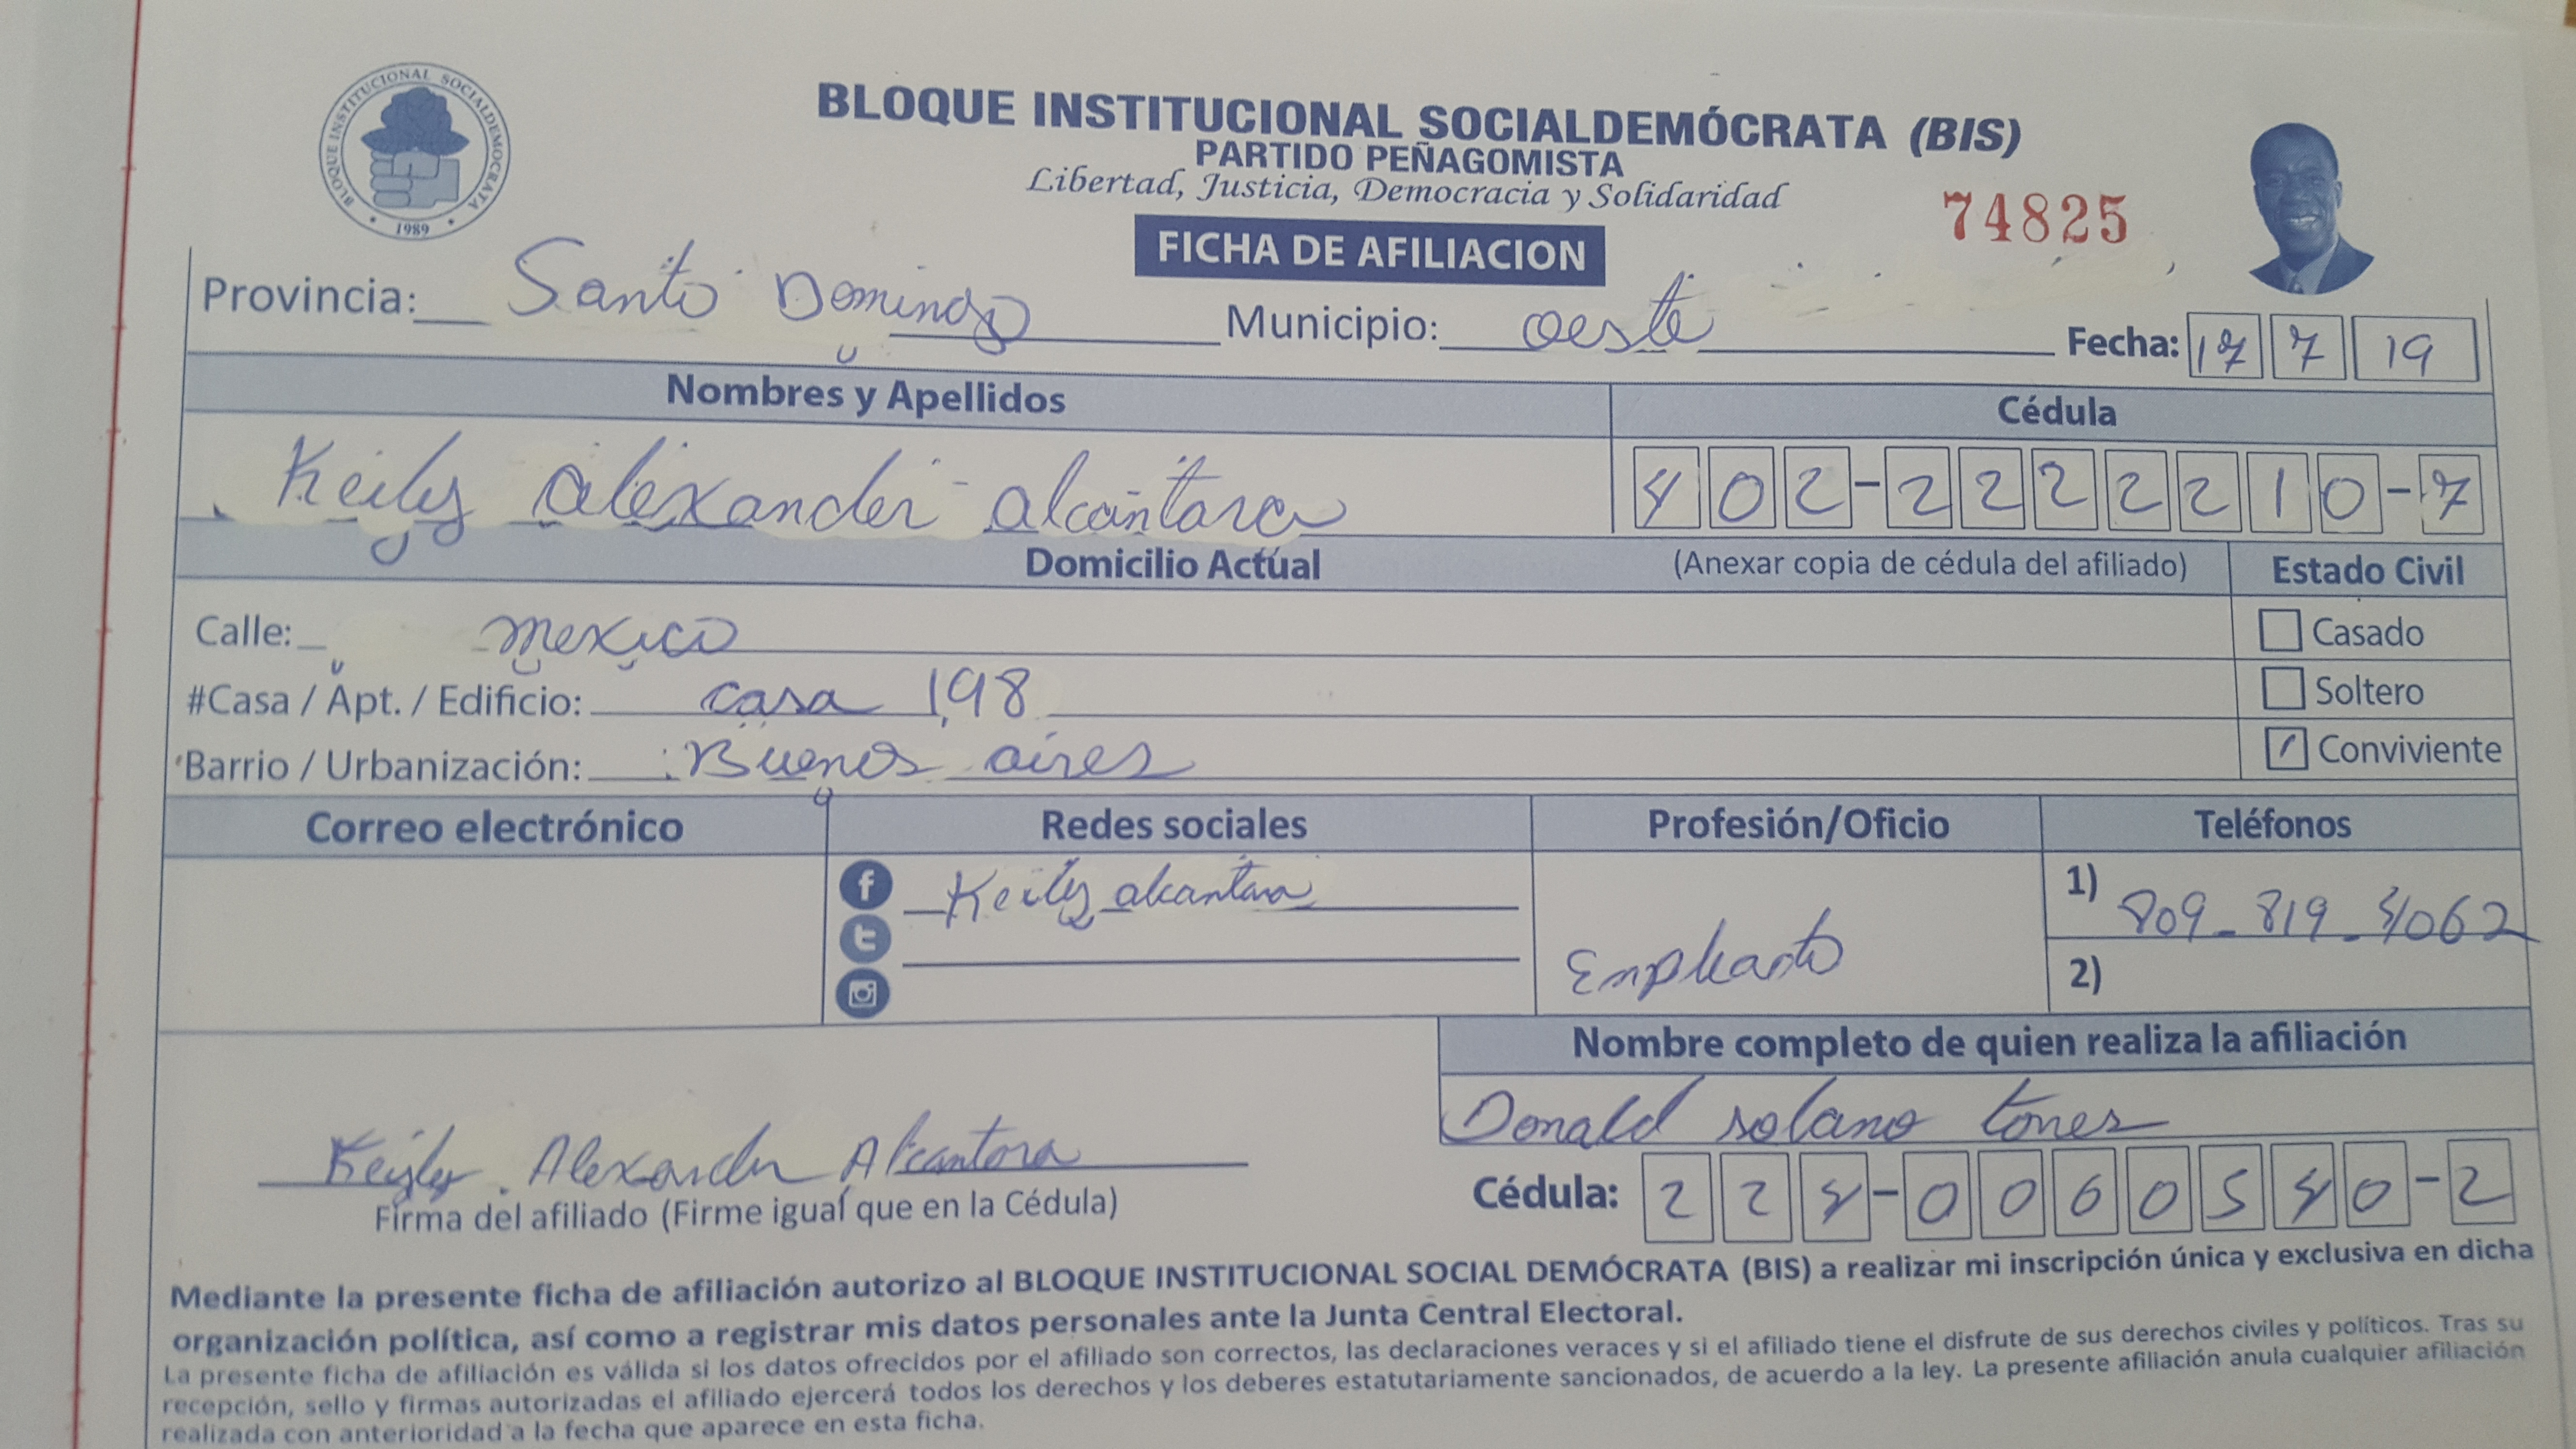 BLOQUE INSTITUCIONAL SOCIALDEMOCRATA
1989
BLOQUE INSTITUCIONAL SOCIALDEMÓCRATA (BIS)
PARTIDO PEÑAGOMISTA
Libertad, Justicia, Democracia y Solidaridad
74825
FICHA DE AFILIACION
Provincia: Santo Domingo Municipio: oeste Fecha: 17 7 19
Nombres y Apellidos Cédula
Keily alexander alcantara 402-2222210-7
Domicilio Actual (Anexar copia de cédula del afiliado) Estado Civil
Calle: mexico Casado
#Casa / Apt. / Edificio: casa 198 Soltero
Barrio / Urbanización: Buenos aires Conviviente
Correo electrónico Redes sociales Profesión/Oficio Teléfonos
Keily alcantara Empleado 1) 809-819-4062
2)
Nombre completo de quien realiza la afiliación
Donald solano torres
Keyly Alexander Alcantara
Firma del afiliado (Firme igual que en la Cédula) Cédula: 224-0060540-2
Mediante la presente ficha de afiliación autorizo al BLOQUE INSTITUCIONAL SOCIAL DEMÓCRATA (BIS) a realizar mi inscripción única y exclusiva en dicha
organización política, así como a registrar mis datos personales ante la Junta Central Electoral.
La presente ficha de afiliación es válida si los datos ofrecidos por el afiliado son correctos, las declaraciones veraces y si el afiliado tiene el disfrute de sus derechos civiles y políticos. Tras su
recepción, sello y firmas autorizadas el afiliado ejercerá todos los derechos y los deberes estatutariamente sancionados, de acuerdo a la ley. La presente afiliación anula cualquier afiliación
realizada con anterioridad a la fecha que aparece en esta ficha.